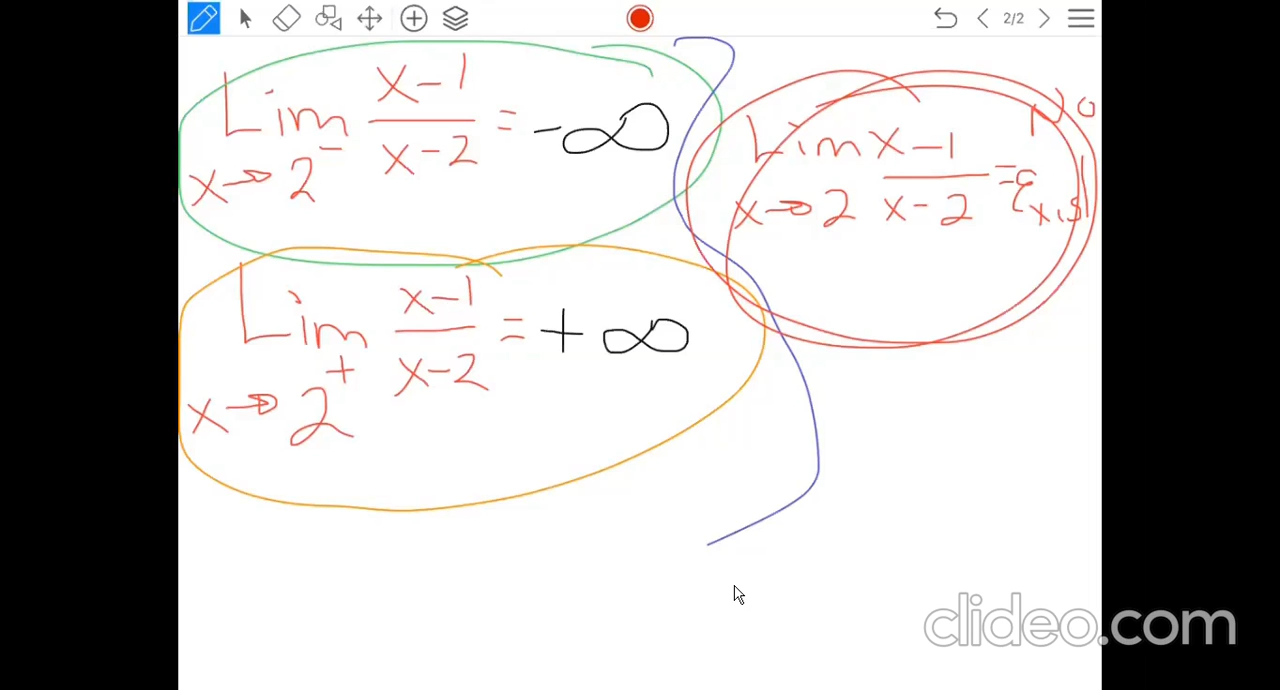 2/2
Lim x-1/x-2 = -∞
x→2⁻
Lim x-1/x-2 = +∞
x→2⁺
No
Lim x-1/x-2 = Exist
x→2
clideo.com